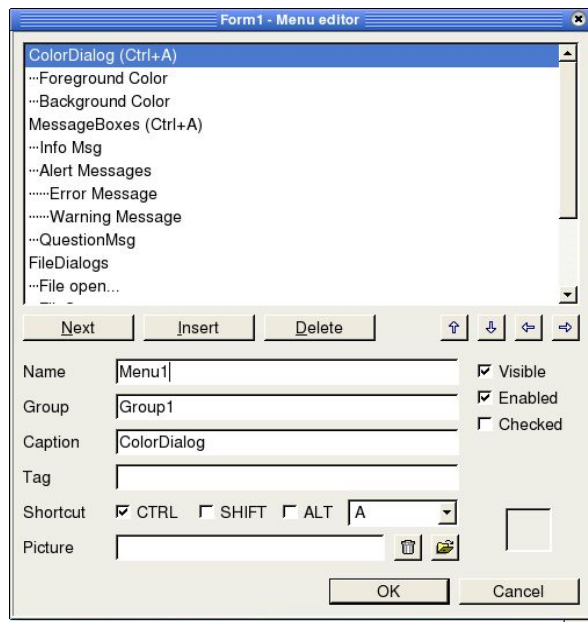 Form1 - Menu editor
ColorDialog (Ctrl+A)
···Foreground Color
···Background Color
MessageBoxes (Ctrl+A)
···Info Msg
···Alert Messages
······Error Message
······Warning Message
···QuestionMsg
FileDialogs
···File open...
Next Insert Delete
Name Menu1 Visible
Group Group1 Enabled
Caption ColorDialog Checked
Tag
Shortcut CTRL SHIFT ALT A
Picture
OK Cancel